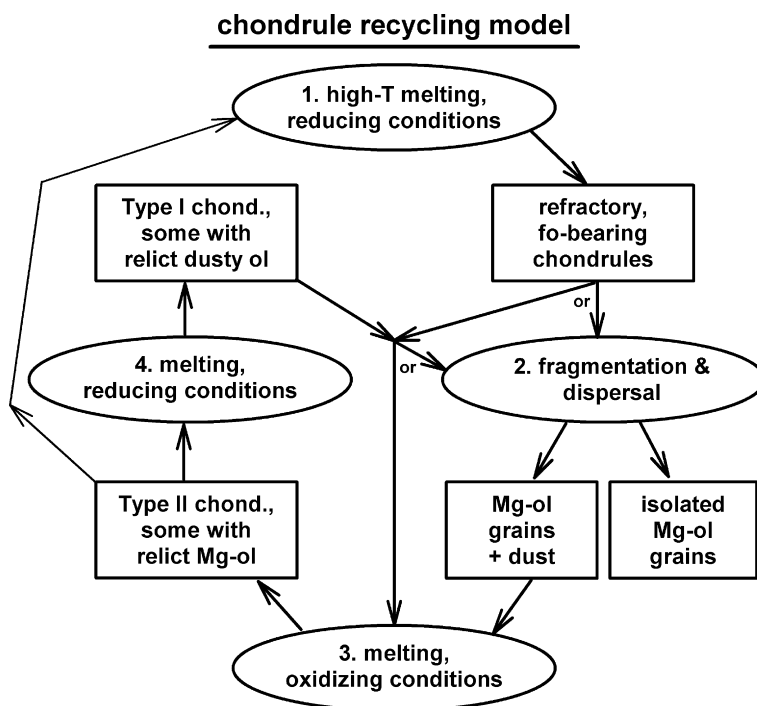 chondrule recycling model
1. high-T melting,
reducing conditions
Type I chond.,
some with
relict dusty ol
refractory,
fo-bearing
chondrules
or
or
4. melting,
reducing conditions
2. fragmentation &
dispersal
Type II chond.,
some with
relict Mg-ol
Mg-ol
grains
+ dust
isolated
Mg-ol
grains
3. melting,
oxidizing conditions